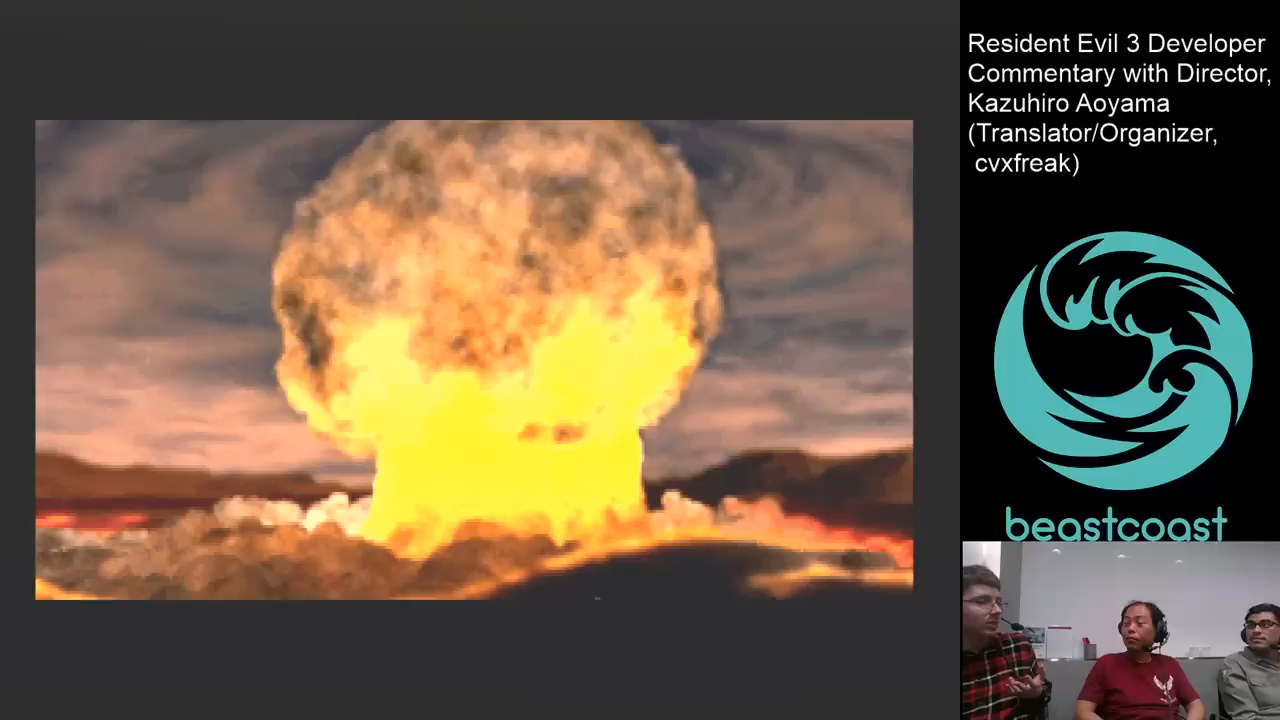 Resident Evil 3 Developer
Commentary with Director,
Kazuhiro Aoyama
(Translator/Organizer,
cvxfreak)
beastcoast